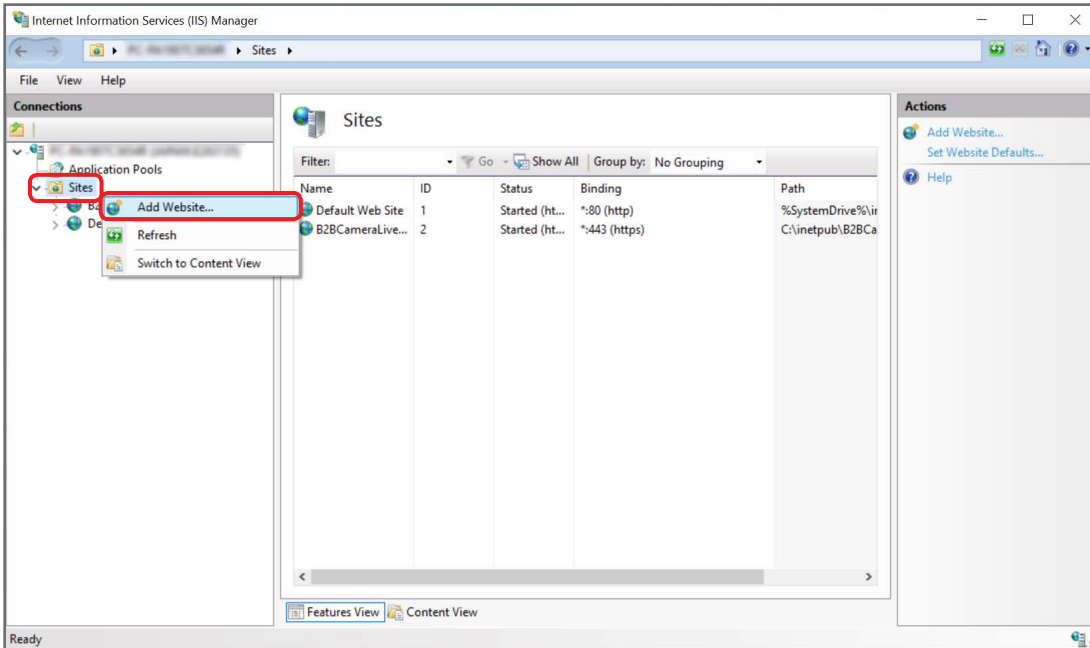 Internet Information Services (IIS) Manager
Sites
File View Help
Connections
Application Pools
Sites
B2
De
Add Website...
Refresh
Switch to Content View
Sites
Filter: Go Show All Group by: No Grouping
Name ID Status Binding Path
Default Web Site 1 Started (ht... *:80 (http) %SystemDrive%\in
B2BCameraLive... 2 Started (ht... *:443 (https) C:\inetpub\B2BCa
Features View Content View
Actions
Add Website...
Set Website Defaults...
Help
Ready